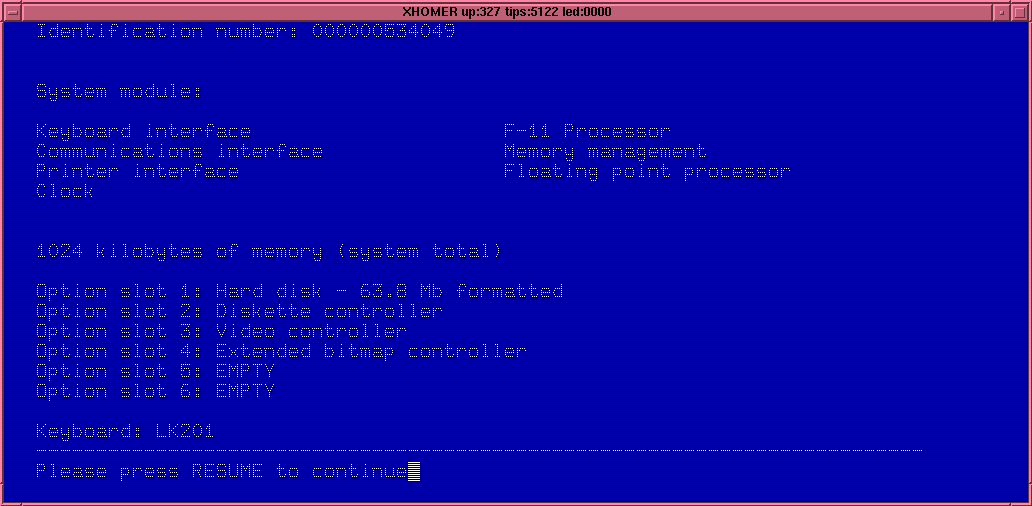 XHOMER up:327 tips:5122 led:0000
Identification number: 000000534049
System module:
Keyboard interface F-11 Processor
Communications interface Memory management
Printer interface Floating point processor
Clock
1024 kilobytes of memory (system total)
Option slot 1: Hard disk - 63.8 Mb formatted
Option slot 2: Diskette controller
Option slot 3: Video controller
Option slot 4: Extended bitmap controller
Option slot 5: EMPTY
Option slot 6: EMPTY
Keyboard: LK201
Please press RESUME to continue